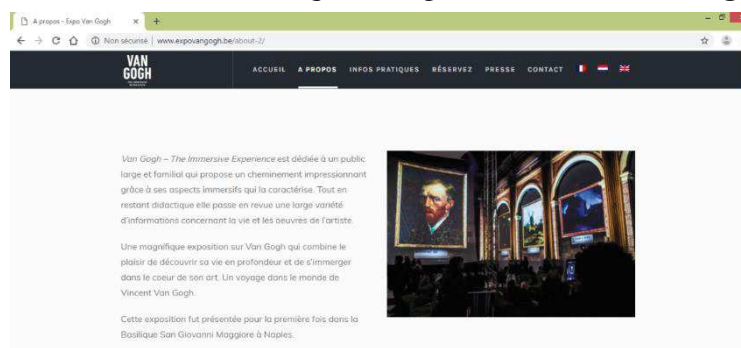 A propos - Expo Van Gogh
Non sécurisé | www.expovangogh.be/about-2/
VAN
GOGH
ACCUEIL A PROPOS INFOS PRATIQUES RÉSERVEZ PRESSE CONTACT
Van Gogh – The Immersive Experience est dédiée à un public
large et familial qui propose un cheminement impressionnant
grâce à ses aspects immersifs qui la caractérise. Tout en
restant didactique elle passe en revue une large variété
d'informations concernant la vie et les oeuvres de l'artiste.
Une magnifique exposition sur Van Gogh qui combine le
plaisir de découvrir sa vie en profondeur et de s'immerger
dans le coeur de son art. Un voyage dans le monde de
Vincent Van Gogh.
Cette exposition fut présentée pour la première fois dans la
Basilique San Giovanni Maggiore à Naples.